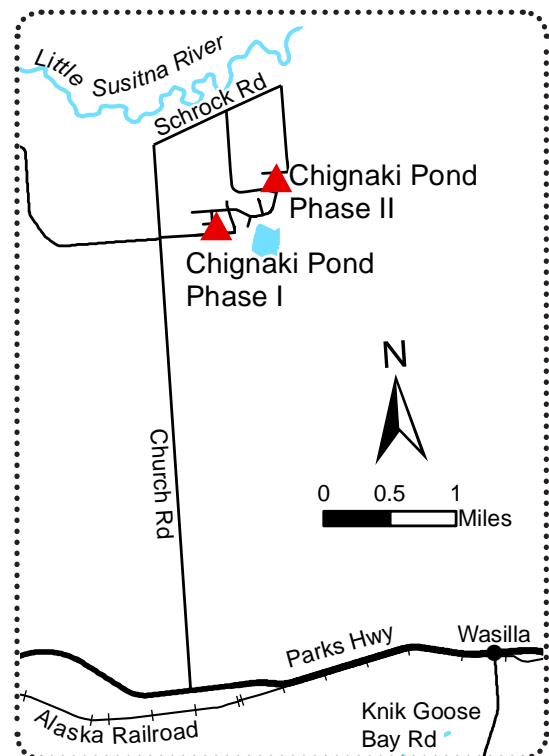 Little Susitna River
Schrock Rd
Chignaki Pond
Phase II
Chignaki Pond
Phase I
N
0 0.5 1
Miles
Church Rd
Parks Hwy
Wasilla
Alaska Railroad
Knik Goose
Bay Rd